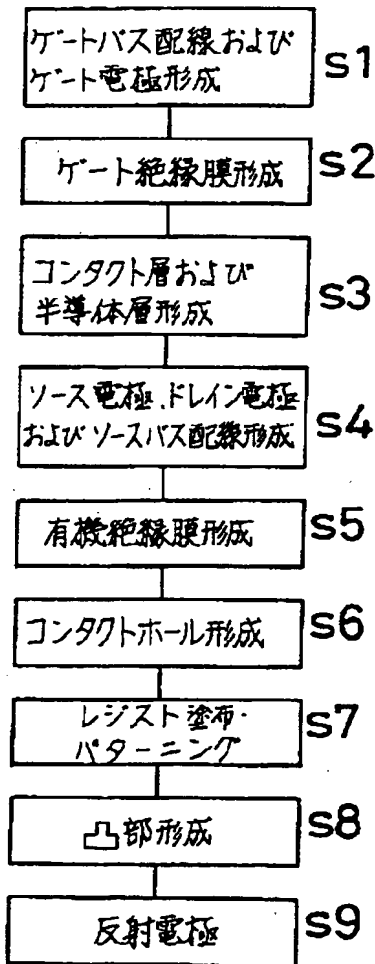 ゲートバス配線および
ゲート電極形成
s1
ゲート絶縁膜形成
s2
コンタクト層および
半導体層形成
s3
ソース電極、ドレイン電極
およびソースバス配線形成
s4
有機絶縁膜形成
s5
コンタクトホール形成
s6
レジスト塗布・
パターニング
s7
凸部形成
s8
反射電極
s9